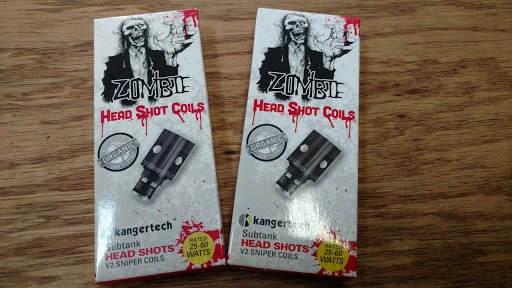 ZOMBIE
HEAD SHOT COILS
ORGANIC
kangertech
Subtank
HEAD SHOTS
V2 SNIPER COILS
RATED
25-60
WATTS
ZOMBIE
HEAD SHOT COILS
ORGANIC
kangertech
Subtank
HEAD SHOTS
V2 SNIPER COILS
RATED
25-60
WATTS